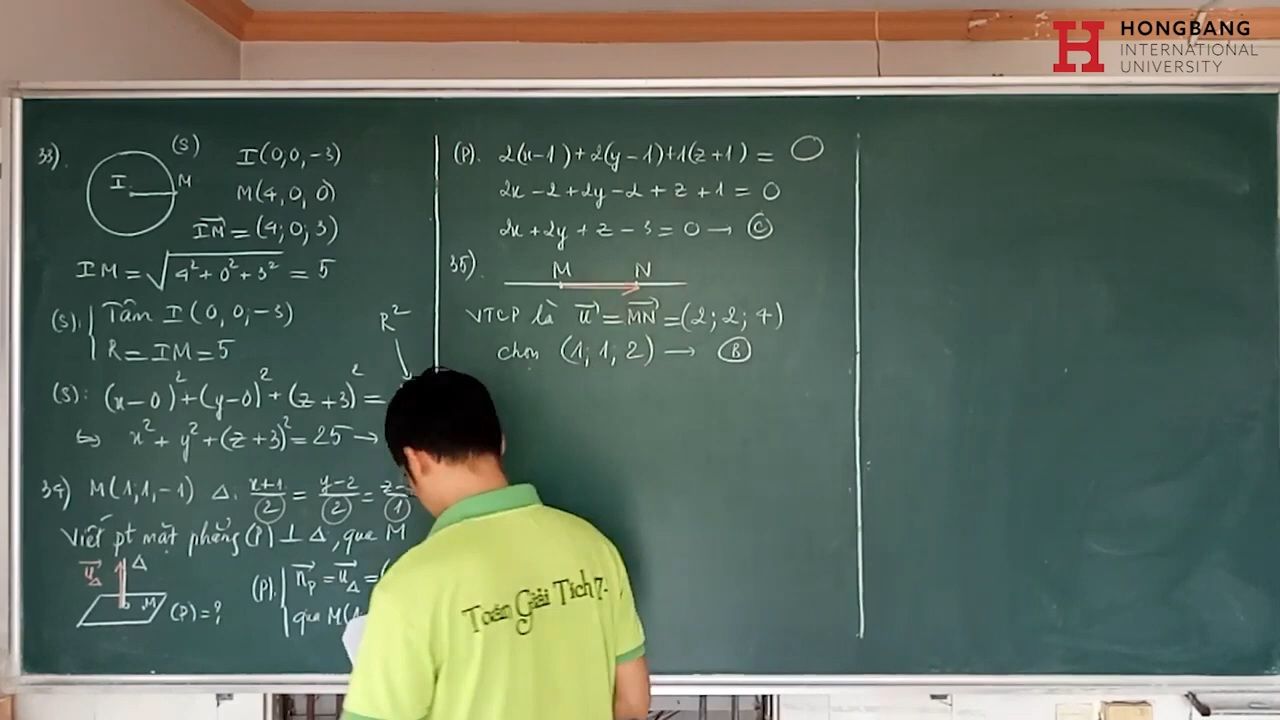 HONGBANG
INTERNATIONAL
UNIVERSITY
33).
(S)
I
M
I(0,0,-3)
M(4,0,0)
IM = (4;0;3)
IM = √4²+0²+3² = 5
(S): Tâm I(0,0,-3)
R = IM = 5
R²
(S): (x-0)²+(y-0)²+(z+3)² =
⇔ x²+y²+(z+3)² = 25 →
34) M(1,1,-1) Δ: x+1/2 = y-2/2 = z-/1
Viết pt mặt phẳng (P) ⊥ Δ, qua M
u Δ
Δ
M
(P) = ?
(P): n P = u Δ = (
qua M(1
(P): 2(x-1)+2(y-1)+1(z+1) = 0
2x-2+2y-2+z+1 = 0
2x+2y+z-3 = 0 → C
35).
M N
VTCP là u = MN = (2;2;4)
chọn (1;1;2) → B
Toán Giải Tích